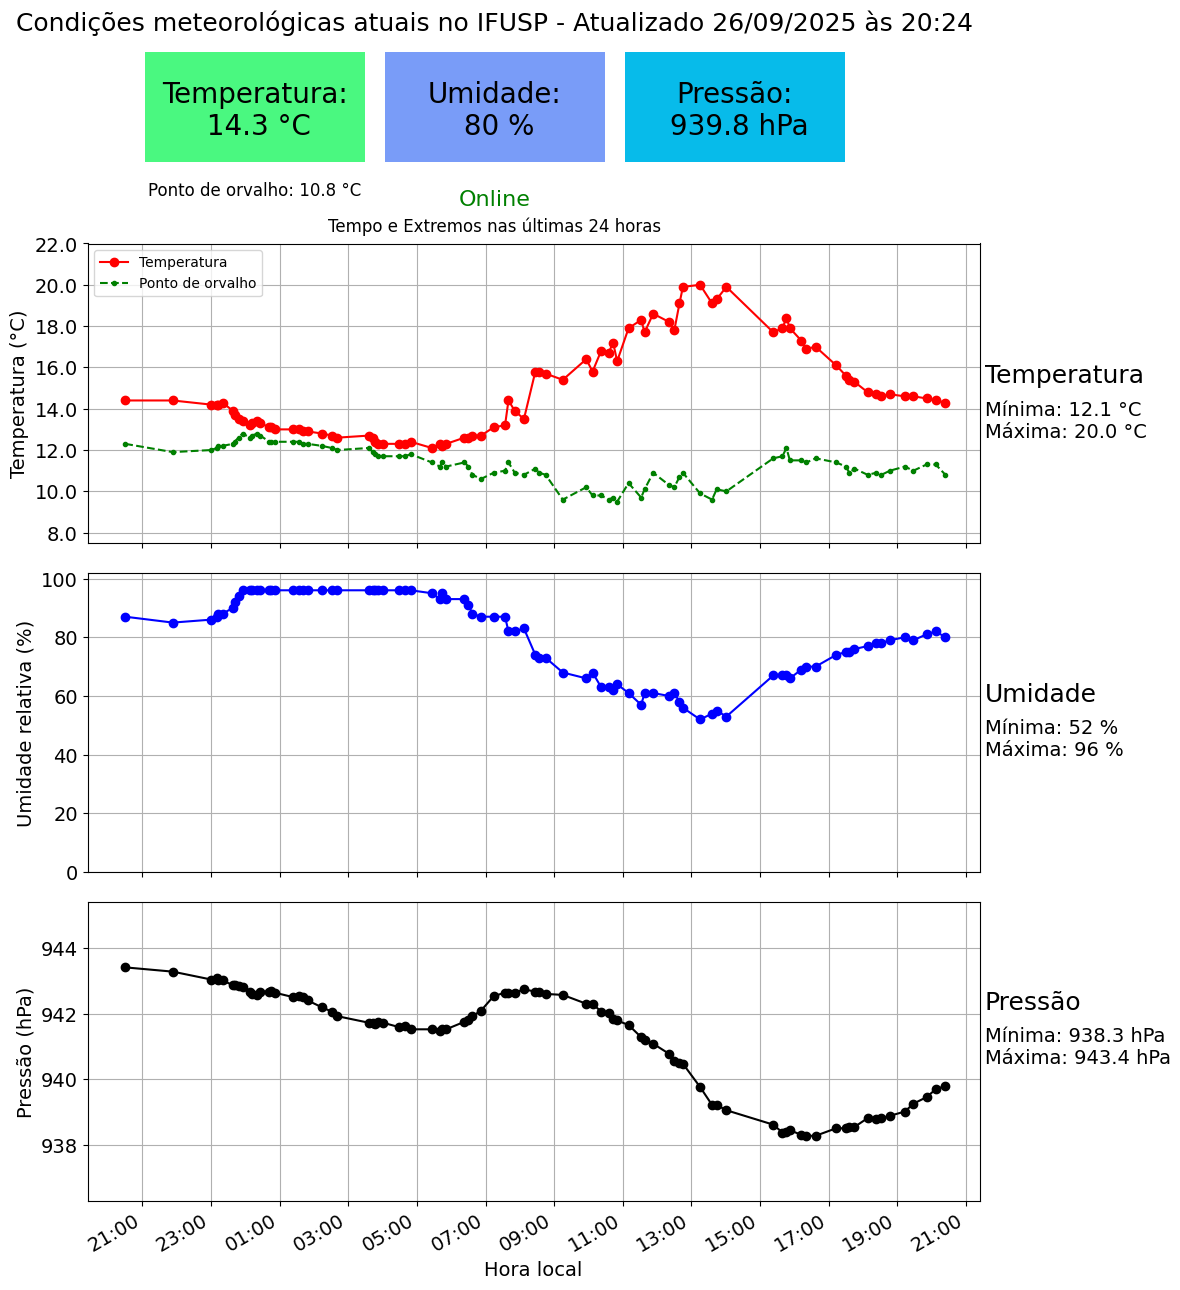 Condições meteorológicas atuais no IFUSP - Atualizado 26/09/2025 às 20:24
Temperatura:
14.3 °C
Umidade:
80 %
Pressão:
939.8 hPa
Ponto de orvalho: 10.8 °C
Online
Tempo e Extremos nas últimas 24 horas
Temperatura (°C)
22.0
20.0
18.0
16.0
14.0
12.0
10.0
8.0
Temperatura
Ponto de orvalho
Temperatura
Mínima: 12.1 °C
Máxima: 20.0 °C
Umidade relativa (%)
100
80
60
40
20
0
Umidade
Mínima: 52 %
Máxima: 96 %
Pressão (hPa)
944
942
940
938
Pressão
Mínima: 938.3 hPa
Máxima: 943.4 hPa
21:00
23:00
01:00
03:00
05:00
07:00
09:00
11:00
13:00
15:00
17:00
19:00
21:00
Hora local